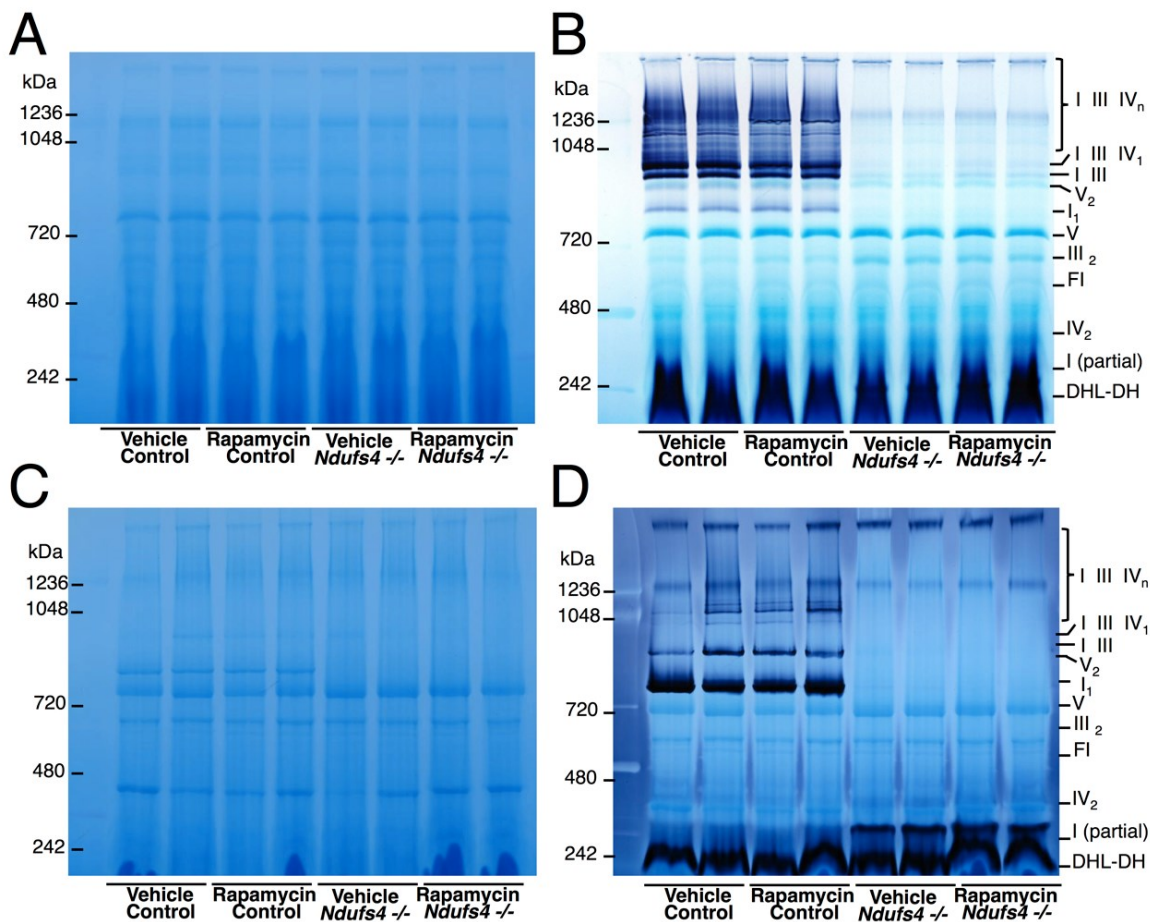 A
kDa
1236
1048
720
480
242
Vehicle Control
Rapamycin Control
Vehicle Ndufs4 -/-
Rapamycin Ndufs4 -/-
B
kDa
1236
1048
720
480
242
I III IVn
I III IV1
I III
V2
I1
V
III 2
FI
IV2
I (partial)
DHL-DH
Vehicle Control
Rapamycin Control
Vehicle Ndufs4 -/-
Rapamycin Ndufs4 -/-
C
kDa
1236
1048
720
480
242
Vehicle Control
Rapamycin Control
Vehicle Ndufs4 -/-
Rapamycin Ndufs4 -/-
D
kDa
1236
1048
720
480
242
I III IVn
I III IV1
I III
V2
I1
V
III 2
FI
IV2
I (partial)
DHL-DH
Vehicle Control
Rapamycin Control
Vehicle Ndufs4 -/-
Rapamycin Ndufs4 -/-